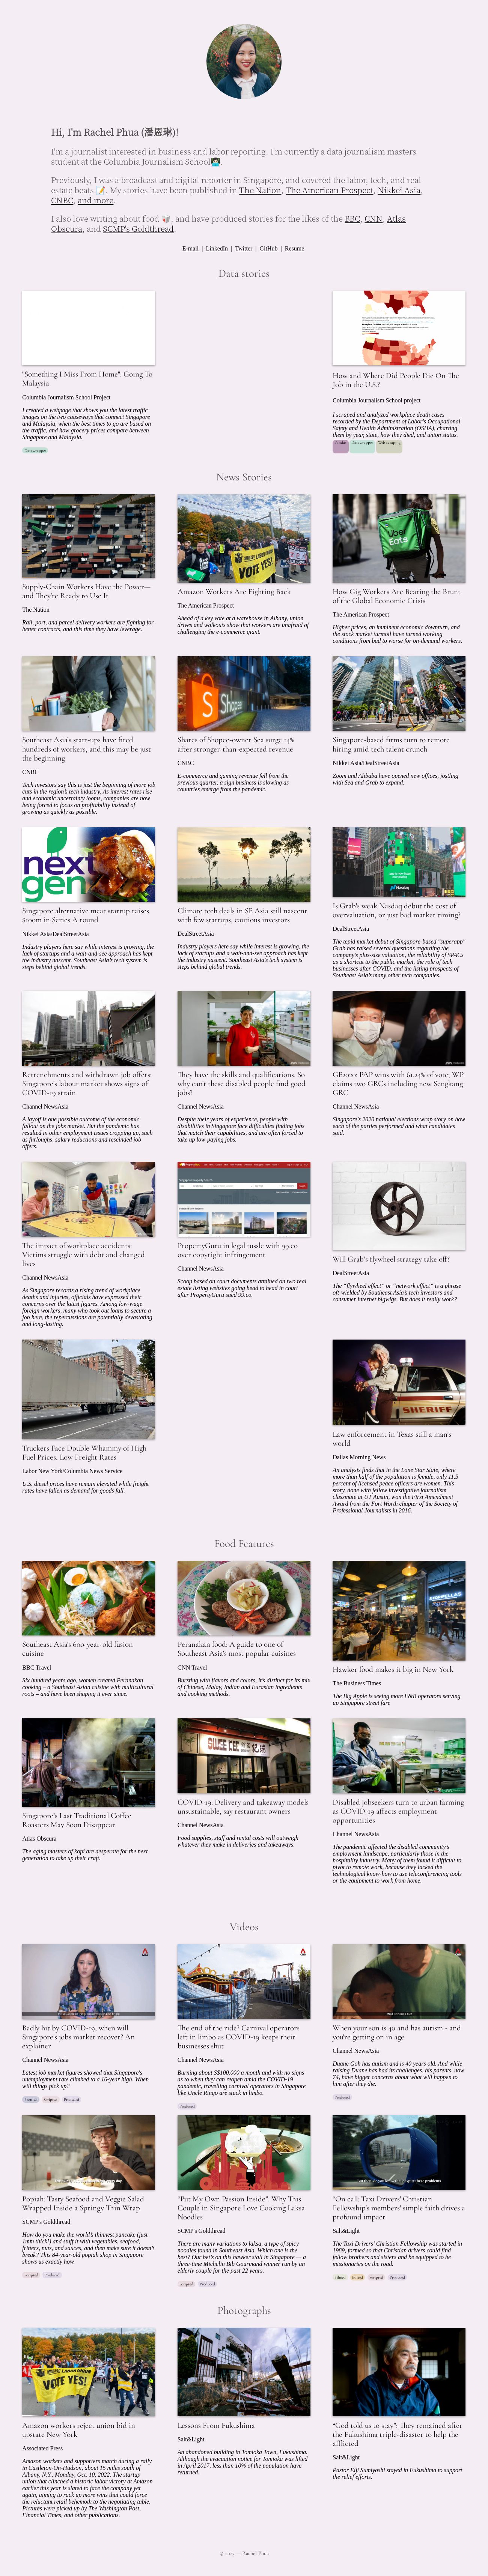 Hi, I'm Rachel Phua (潘恩琳)!
I'm a journalist interested in business and labor reporting. I'm currently a data journalism masters
student at the Columbia Journalism School👩🏻‍💻
Previously, I was a broadcast and digital reporter in Singapore, and covered the labor, tech, and real
estate beats 📝. My stories have been published in The Nation, The American Prospect, Nikkei Asia,
CNBC, and more.
I also love writing about food 🥡, and have produced stories for the likes of the BBC, CNN, Atlas
Obscura, and SCMP's Goldthread.
E-mail | LinkedIn | Twitter | GitHub | Resume
Data stories
"Something I Miss From Home": Going To
Malaysia
Columbia Journalism School Project
I created a webpage that shows you the latest traffic
images on the two causeways that connect Singapore
and Malaysia, when the best times to go are based on
the traffic, and how grocery prices compare between
Singapore and Malaysia.
Datawrapper
How and Where Did People Die On The
Job in the U.S.?
Columbia Journalism School project
I scraped and analyzed workplace death cases
recorded by the Department of Labor's Occupational
Safety and Health Administration (OSHA), charting
them by year, state, how they died, and union status.
Pandas
Datawrapper
Web scraping
News Stories
Supply-Chain Workers Have the Power—
and They're Ready to Use It
The Nation
Rail, port, and parcel delivery workers are fighting for
better contracts, and this time they have leverage.
VOTE YES!
Amazon Workers Are Fighting Back
The American Prospect
Ahead of a key vote at a warehouse in Albany, union
drives and walkouts show that workers are unafraid of
challenging the e-commerce giant.
Uber
Eats
How Gig Workers Are Bearing the Brunt
of the Global Economic Crisis
The American Prospect
Higher prices, an imminent economic downturn, and
the stock market turmoil have turned working
conditions from bad to worse for on-demand workers.
Southeast Asia's start-ups have fired
hundreds of workers, and this may be just
the beginning
CNBC
Tech investors say this is just the beginning of more job
cuts in the region's tech industry. As interest rates rise
and economic uncertainty looms, companies are now
being forced to focus on profitability instead of
growing as quickly as possible.
Shares of Shopee-owner Sea surge 14%
after stronger-than-expected revenue
CNBC
E-commerce and gaming revenue fell from the
previous quarter, a sign business is slowing as
countries emerge from the pandemic.
Singapore-based firms turn to remote
hiring amid tech talent crunch
Nikkei Asia/DealStreetAsia
Zoom and Alibaba have opened new offices, jostling
with Sea and Grab to expand.
next
gen
Singapore alternative meat startup raises
$100m in Series A round
Nikkei Asia/DealStreetAsia
Industry players here say while interest is growing, the
lack of startups and a wait-and-see approach has kept
the industry nascent. Southeast Asia's tech system is
steps behind global trends.
Climate tech deals in SE Asia still nascent
with few startups, cautious investors
DealStreetAsia
Industry players here say while interest is growing, the
lack of startups and a wait-and-see approach has kept
the industry nascent. Southeast Asia's tech system is
steps behind global trends.
Is Grab's weak Nasdaq debut the cost of
overvaluation, or just bad market timing?
DealStreetAsia
The tepid market debut of Singapore-based "superapp"
Grab has raised several questions regarding the
company's plus-size valuation, the reliability of SPACs
as a shortcut to the public market, the role of tech
businesses after COVID, and the listing prospects of
Southeast Asia's many other tech companies.
Retrenchments and withdrawn job offers:
Singapore's labour market shows signs of
COVID-19 strain
Channel NewsAsia
A layoff is one possible outcome of the economic
fallout on the jobs market. But the pandemic has
resulted in other employment issues cropping up, such
as furloughs, salary reductions and rescinded job
offers.
They have the skills and qualifications. So
why can't these disabled people find good
jobs?
Channel NewsAsia
Despite their years of experience, people with
disabilities in Singapore face difficulties finding jobs
that match their capabilities, and are often forced to
take up low-paying jobs.
GE2020: PAP wins with 61.24% of vote; WP
claims two GRCs including new Sengkang
GRC
Channel NewsAsia
Singapore's 2020 national elections wrap story on how
each of the parties performed and what candidates
said.
The impact of workplace accidents:
Victims struggle with debt and changed
lives
Channel NewsAsia
As Singapore records a rising trend of workplace
deaths and injuries, officials have expressed their
concerns over the latest figures. Among low-wage
foreign workers, many who took out loans to secure a
job here, the repercussions are potentially devastating
and long-lasting.
PropertyGuru in legal tussle with 99.co
over copyright infringement
Channel NewsAsia
Scoop based on court documents attained on two real
estate listing websites going head to head in court
after PropertyGuru sued 99.co.
Will Grab's flywheel strategy take off?
DealStreetAsia
The "flywheel effect" or "network effect" is a phrase
oft-wielded by Southeast Asia's tech investors and
consumer internet bigwigs. But does it really work?
Truckers Face Double Whammy of High
Fuel Prices, Low Freight Rates
Labor New York/Columbia News Service
U.S. diesel prices have remain elevated while freight
rates have fallen as demand for goods fall.
SHERIFF
Law enforcement in Texas still a man's
world
Dallas Morning News
An analysis finds that in the Lone Star State, where
more than half of the population is female, only 11.5
percent of licensed peace officers are women. This
story, done with fellow investigative journalism
classmate at UT Austin, won the First Amendment
Award from the Fort Worth chapter of the Society of
Professional Journalists in 2016.
Food Features
Southeast Asia's 600-year-old fusion
cuisine
BBC Travel
Six hundred years ago, women created Peranakan
cooking – a Southeast Asian cuisine with multicultural
roots – and have been shaping it ever since.
Peranakan food: A guide to one of
Southeast Asia's most popular cuisines
CNN Travel
Bursting with flavors and colors, it's distinct for its mix
of Chinese, Malay, Indian and Eurasian ingredients
and cooking methods.
Hawker food makes it big in New York
The Business Times
The Big Apple is seeing more F&B operators serving
up Singapore street fare
Singapore's Last Traditional Coffee
Roasters May Soon Disappear
Atlas Obscura
The aging masters of kopi are desperate for the next
generation to take up their craft.
GUIKEE
COVID-19: Delivery and takeaway models
unsustainable, say restaurant owners
Channel NewsAsia
Food supplies, staff and rental costs will outweigh
whatever they make in deliveries and takeaways.
Disabled jobseekers turn to urban farming
as COVID-19 affects employment
opportunities
Channel NewsAsia
The pandemic affected the disabled community's
employment landscape, particularly those in the
hospitality industry. Many of them found it difficult to
pivot to remote work, because they lacked the
technological know-how to use teleconferencing tools
or the equipment to work from home.
Videos
Badly hit by COVID-19, when will
Singapore's jobs market recover? An
explainer
Channel NewsAsia
Latest job market figures showed that Singapore's
unemployment rate climbed to a 16-year high. When
will things pick up?
Scripted
Produced
The end of the ride? Carnival operators
left in limbo as COVID-19 keeps their
businesses shut
Channel NewsAsia
Burning about S$100,000 a month and with no signs
as to when they can reopen amid the COVID-19
pandemic, travelling carnival operators in Singapore
like Uncle Ringo are stuck in limbo.
Produced
When your son is 40 and has autism - and
you're getting on in age
Channel NewsAsia
Duane Goh has autism and is 40 years old. And while
raising Duane has had its challenges, his parents, now
74, have bigger concerns about what will happen to
him after they die.
Produced
Popiah: Tasty Seafood and Veggie Salad
Wrapped Inside a Springy Thin Wrap
SCMP's Goldthread
How do you make the world's thinnest pancake (just
1mm thick!) and stuff it with vegetables, seafood,
fritters, nuts, and sauces, and then make sure it doesn't
break? This 84-year-old popiah shop in Singapore
shows us exactly how.
Scripted
Produced
"Put My Own Passion Inside": Why This
Couple in Singapore Love Cooking Laksa
Noodles
SCMP's Goldthread
There are many variations to laksa, a type of spicy
noodles found in Southeast Asia. Which one is the
best? Our bet's on this hawker stall in Singapore — a
three-time Michelin Bib Gourmand winner run by an
elderly couple for the past 22 years.
Scripted
Produced
"On call: Taxi Drivers' Christian
Fellowship's members' simple faith drives a
profound impact
Salt&Light
The Taxi Drivers' Christian Fellowship was started in
1989, formed so that Christian drivers could find
fellow brothers and sisters and be equipped to be
missionaries on the road.
Filmed
Edited
Scripted
Produced
Photographs
VOTE YES!
Amazon workers reject union bid in
upstate New York
Associated Press
Amazon workers and supporters march during a rally
in Castleton-On-Hudson, about 15 miles south of
Albany, N.Y., Monday, Oct. 10, 2022. The startup
union that clinched a historic labor victory at Amazon
earlier this year is slated to face the company yet
again, aiming to rack up more wins that could force
the reluctant retail behemoth to the negotiating table.
Pictures were picked up by The Washington Post,
Financial Times, and other publications.
Lessons From Fukushima
Salt&Light
An abandoned building in Tomioka Town, Fukushima.
Although the evacuation notice for Tomioka was lifted
in April 2017, less than 10% of the population have
returned.
"God told us to stay": They remained after
the Fukushima triple-disaster to help the
afflicted
Salt&Light
Pastor Eiji Sumiyoshi stayed in Fukushima to support
the relief efforts.
© 2023 — Rachel Phua